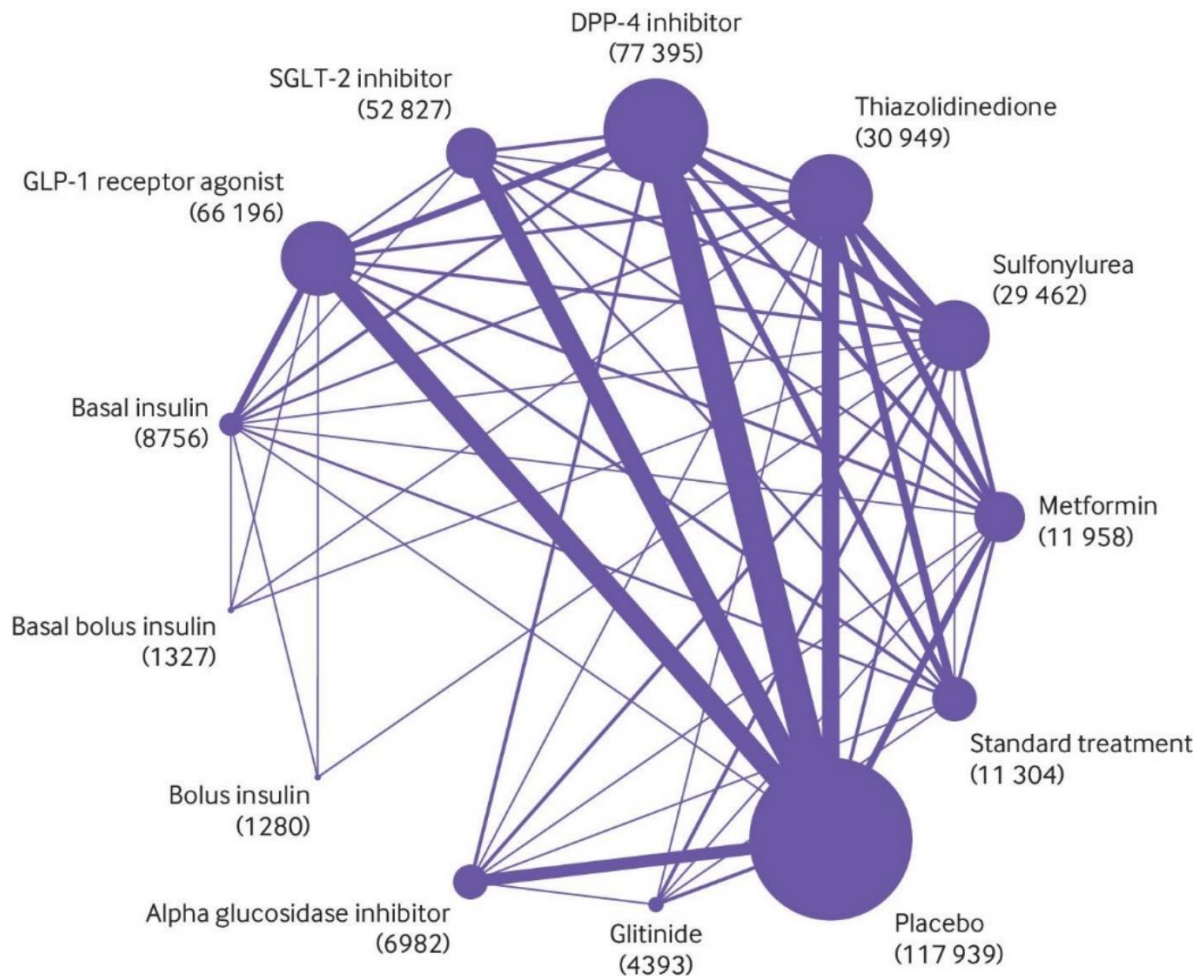 DPP-4 inhibitor
(77 395)
SGLT-2 inhibitor
(52 827)
Thiazolidinedione
(30 949)
GLP-1 receptor agonist
(66 196)
Sulfonylurea
(29 462)
Basal insulin
(8756)
Metformin
(11 958)
Basal bolus insulin
(1327)
Standard treatment
(11 304)
Bolus insulin
(1280)
Alpha glucosidase inhibitor
(6982)
Glitinide
(4393)
Placebo
(117 939)